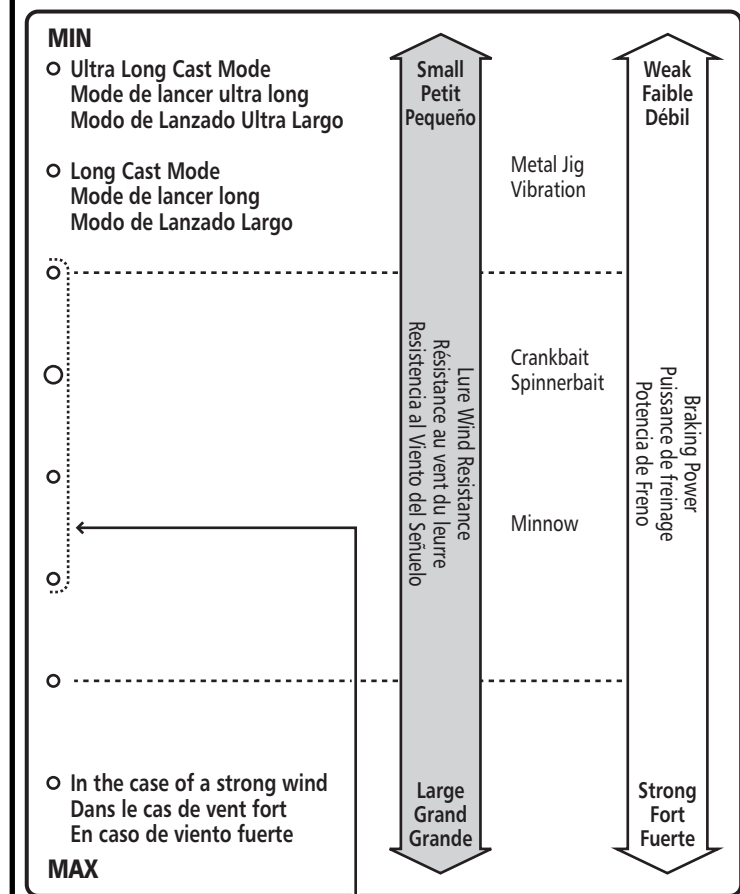 MIN
Ultra Long Cast Mode
Mode de lancer ultra long
Modo de Lanzado Ultra Largo
Long Cast Mode
Mode de lancer long
Modo de Lanzado Largo
In the case of a strong wind
Dans le cas de vent fort
En caso de viento fuerte
MAX
Small
Petit
Pequeño
Lure Wind Resistance
Résistance au vent du leurre
Resistencia al Viento del Señuelo
Large
Grand
Grande
Metal Jig
Vibration
Crankbait
Spinnerbait
Minnow
Weak
Faible
Débil
Braking Power
Puissance de freinage
Potencia de Freno
Strong
Fort
Fuerte